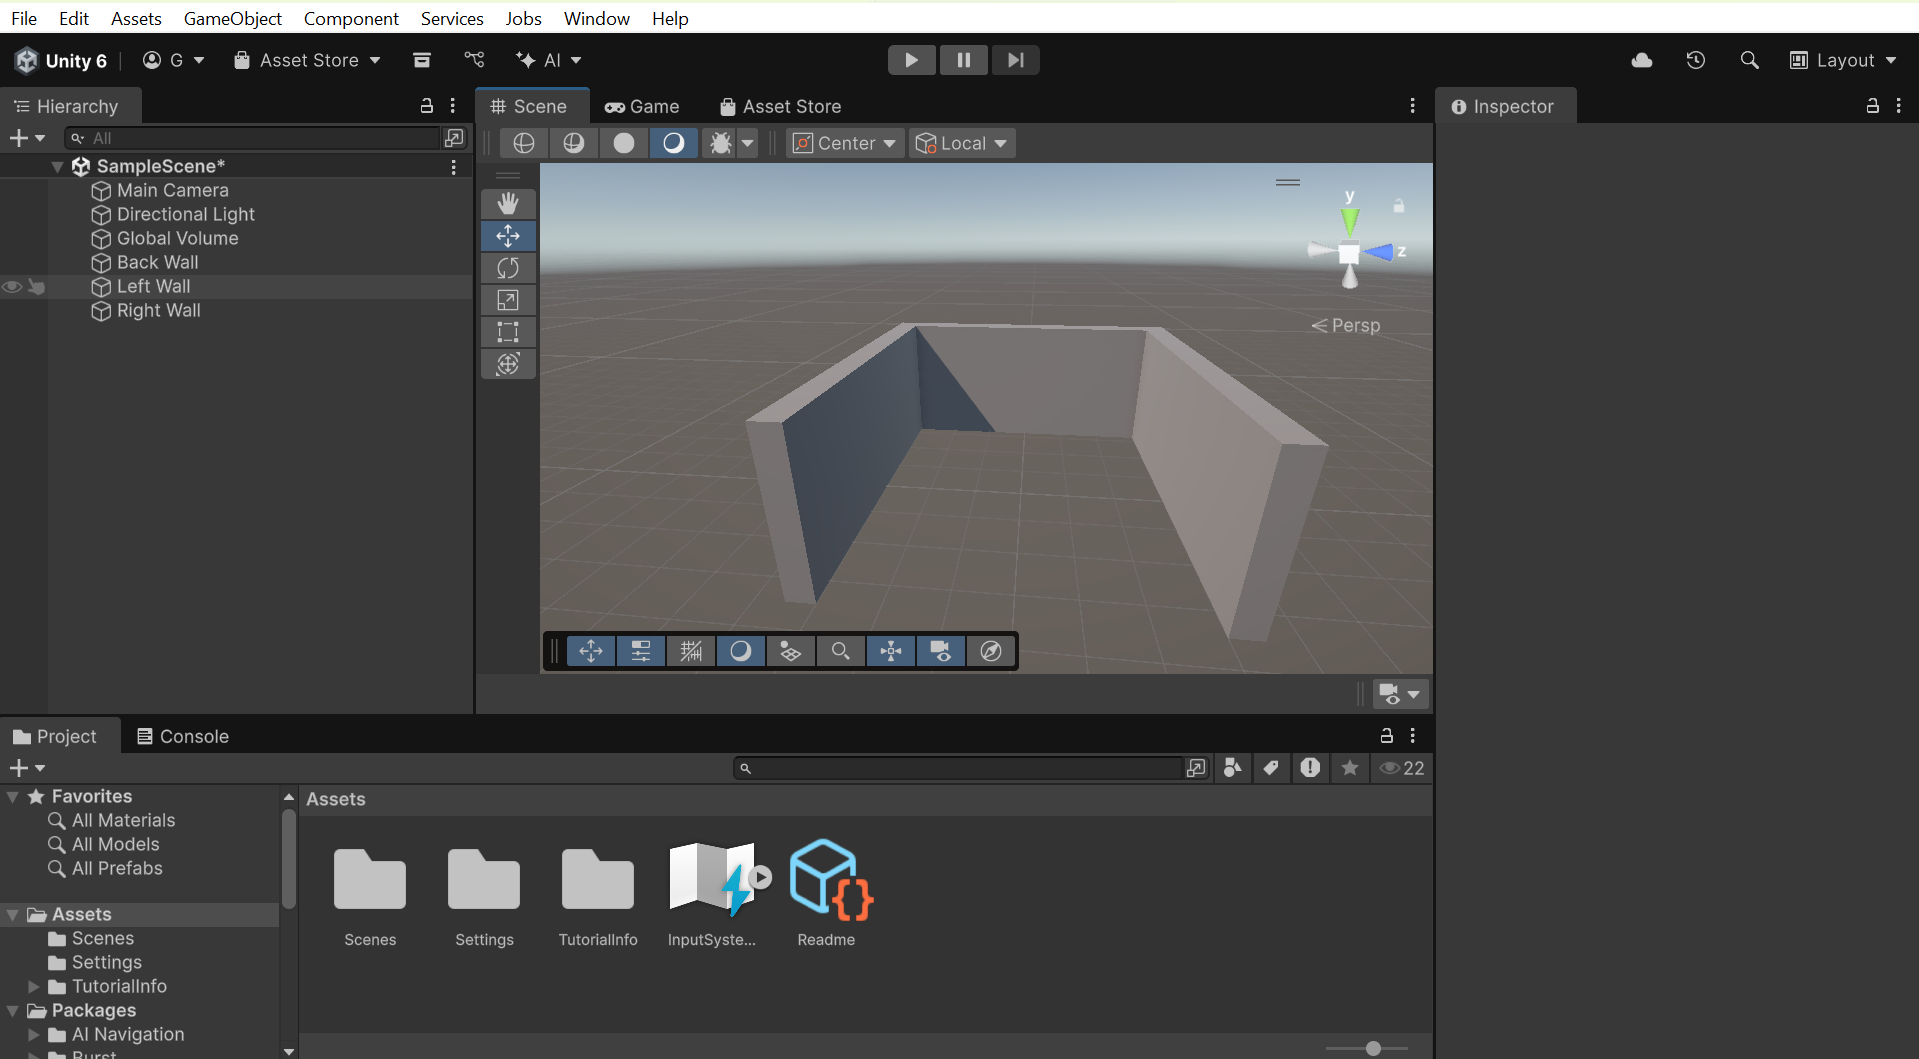 File Edit Assets GameObject Component Services Jobs Window Help
Unity 6 G Asset Store AI Layout
Hierarchy
All
SampleScene*
Main Camera
Directional Light
Global Volume
Back Wall
Left Wall
Right Wall
Scene Game Asset Store
Center Local
y
z
Persp
Inspector
Project Console
22
Favorites
All Materials
All Models
All Prefabs
Assets
Scenes
Settings
TutorialInfo
Packages
AI Navigation
Burst
Assets
Scenes Settings TutorialInfo InputSyste... Readme